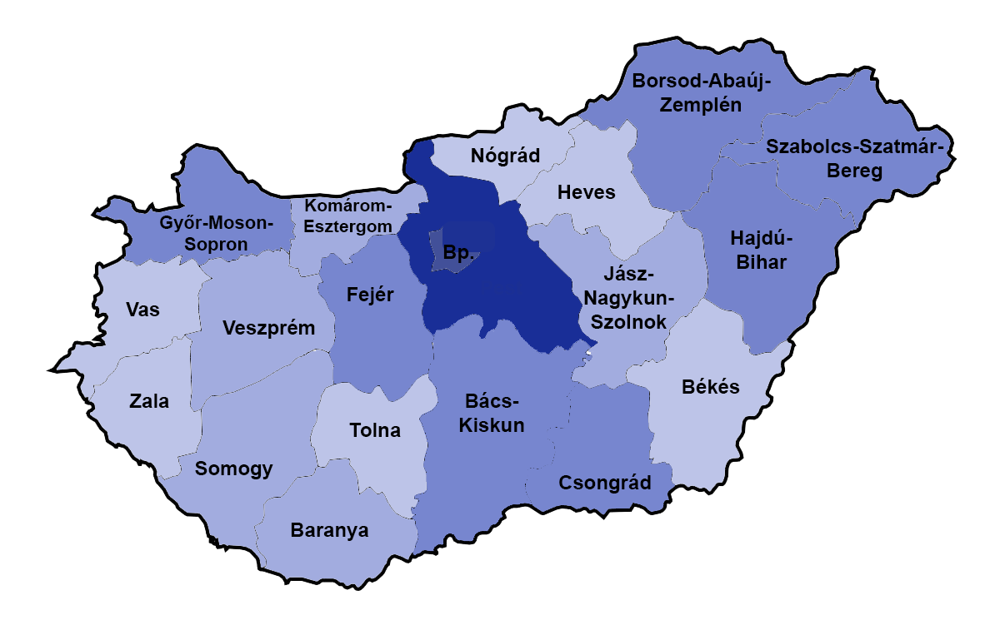 Borsod-Abaúj-
Zemplén
Szabolcs-Szatmár-
Bereg
Nógrád
Heves
Komárom-
Esztergom
Győr-Moson-
Sopron
Hajdú-
Bihar
Bp.
Jász-
Nagykun-
Szolnok
Fejér
Vas
Veszprém
Békés
Zala
Bács-
Kiskun
Tolna
Somogy
Csongrád
Baranya